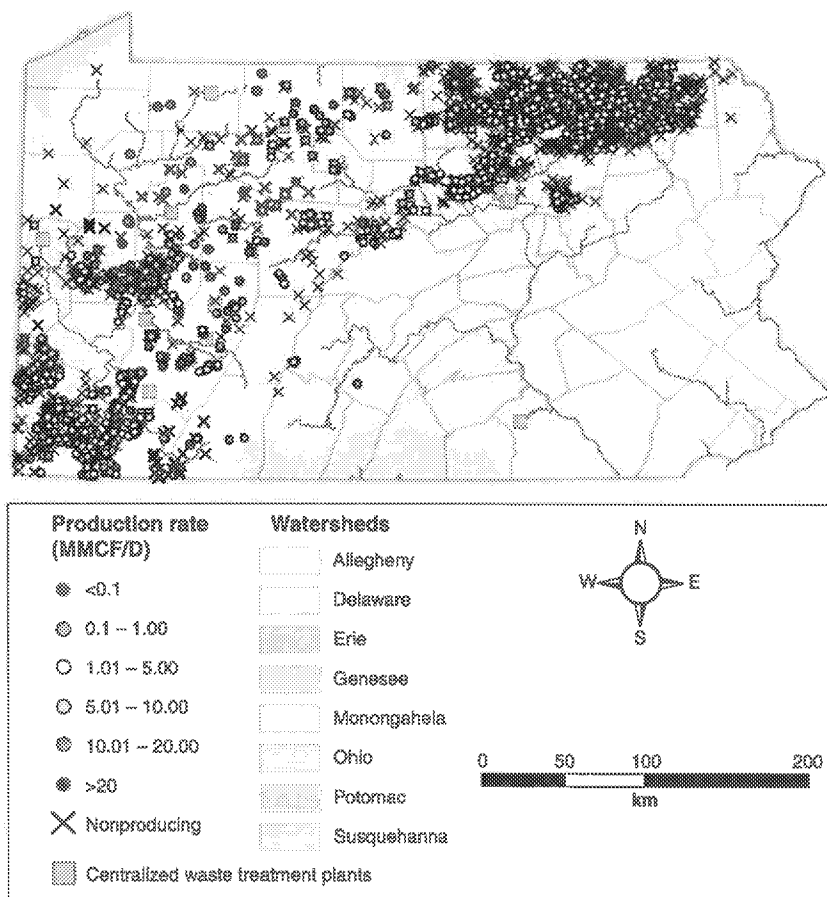 Production rate
(MMCF/D)
<0.1
0.1 – 1.00
1.01 – 5.00
5.01 – 10.00
10.01 – 20.00
>20
Nonproducing
Centralized waste treatment plants
Watersheds
Allegheny
Delaware
Erie
Genesee
Monongahela
Ohio
Potomac
Susquehanna
N
W E
S
0 50 100 200
km